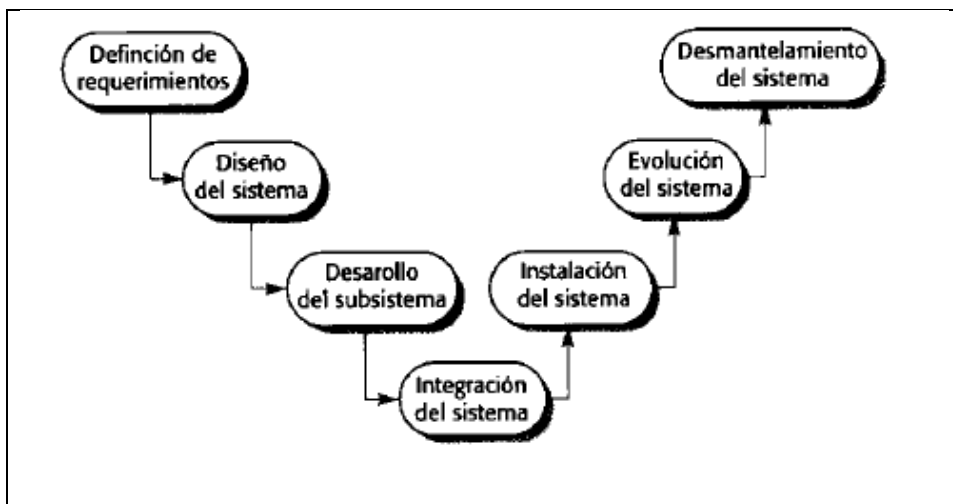 Definción de
requerimientos
Diseño
del sistema
Desarollo
del subsistema
Integración
del sistema
Instalación
del sistema
Evolución
del sistema
Desmantelamiento
del sistema